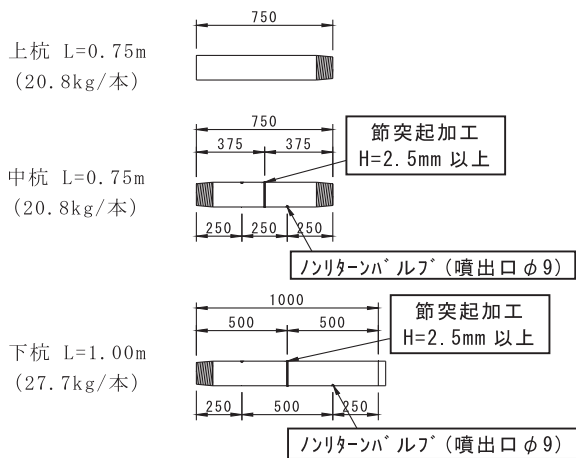 750
上杭 L=0.75m
(20.8kg/本)
750
375 375
節突起加工
H=2.5mm 以上
中杭 L=0.75m
(20.8kg/本)
250 250 250
ﾉﾝﾘﾀｰﾝﾊﾞﾙﾌﾞ(噴出口φ9)
1000
500 500
節突起加工
H=2.5mm 以上
下杭 L=1.00m
(27.7kg/本)
250 500 250
ﾉﾝﾘﾀｰﾝﾊﾞﾙﾌﾞ(噴出口φ9)